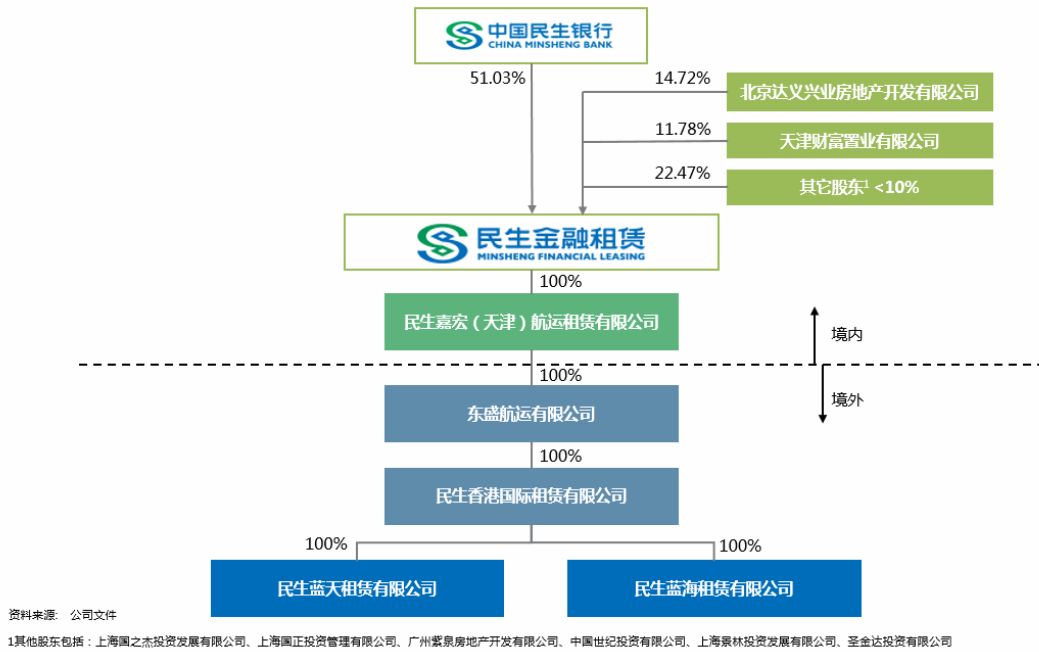 中国民生银行
CHINA MINSHENG BANK
51.03%
14.72%
北京达义兴业房地产开发有限公司
11.78%
天津财富置业有限公司
22.47%
其它股东¹ <10%
民生金融租赁
MINSHENG FINANCIAL LEASING
100%
民生嘉宏（天津）航运租赁有限公司
境内
100%
境外
东盛航运有限公司
100%
民生香港国际租赁有限公司
100%
100%
民生蓝天租赁有限公司
民生蓝海租赁有限公司
资料来源: 公司文件
1其他股东包括：上海国之杰投资发展有限公司、上海国正投资管理有限公司、广州紫泉房地产开发有限公司、中国世纪投资有限公司、上海景林投资发展有限公司、圣金达投资有限公司